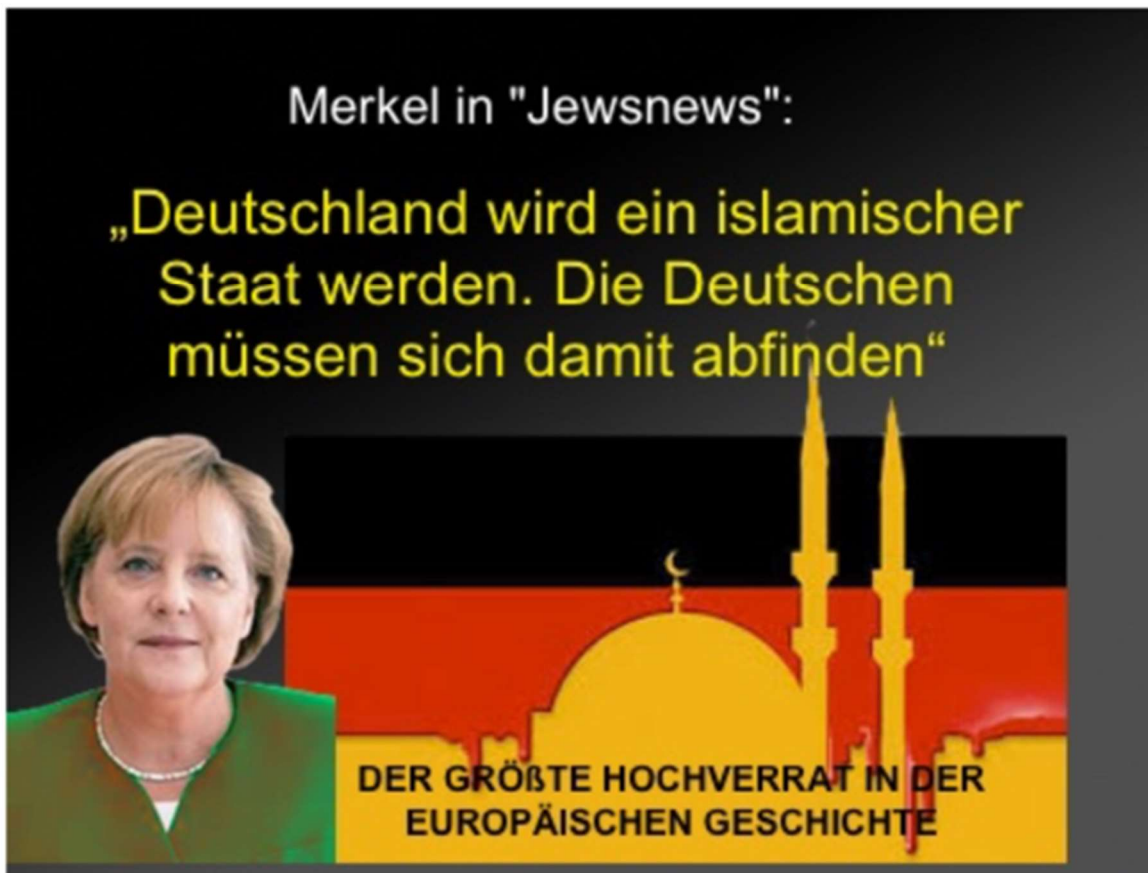 Merkel in "Jewsnews":
„Deutschland wird ein islamischer
Staat werden. Die Deutschen
müssen sich damit abfinden“
DER GRÖßTE HOCHVERRAT IN DER
EUROPÄISCHEN GESCHICHTE